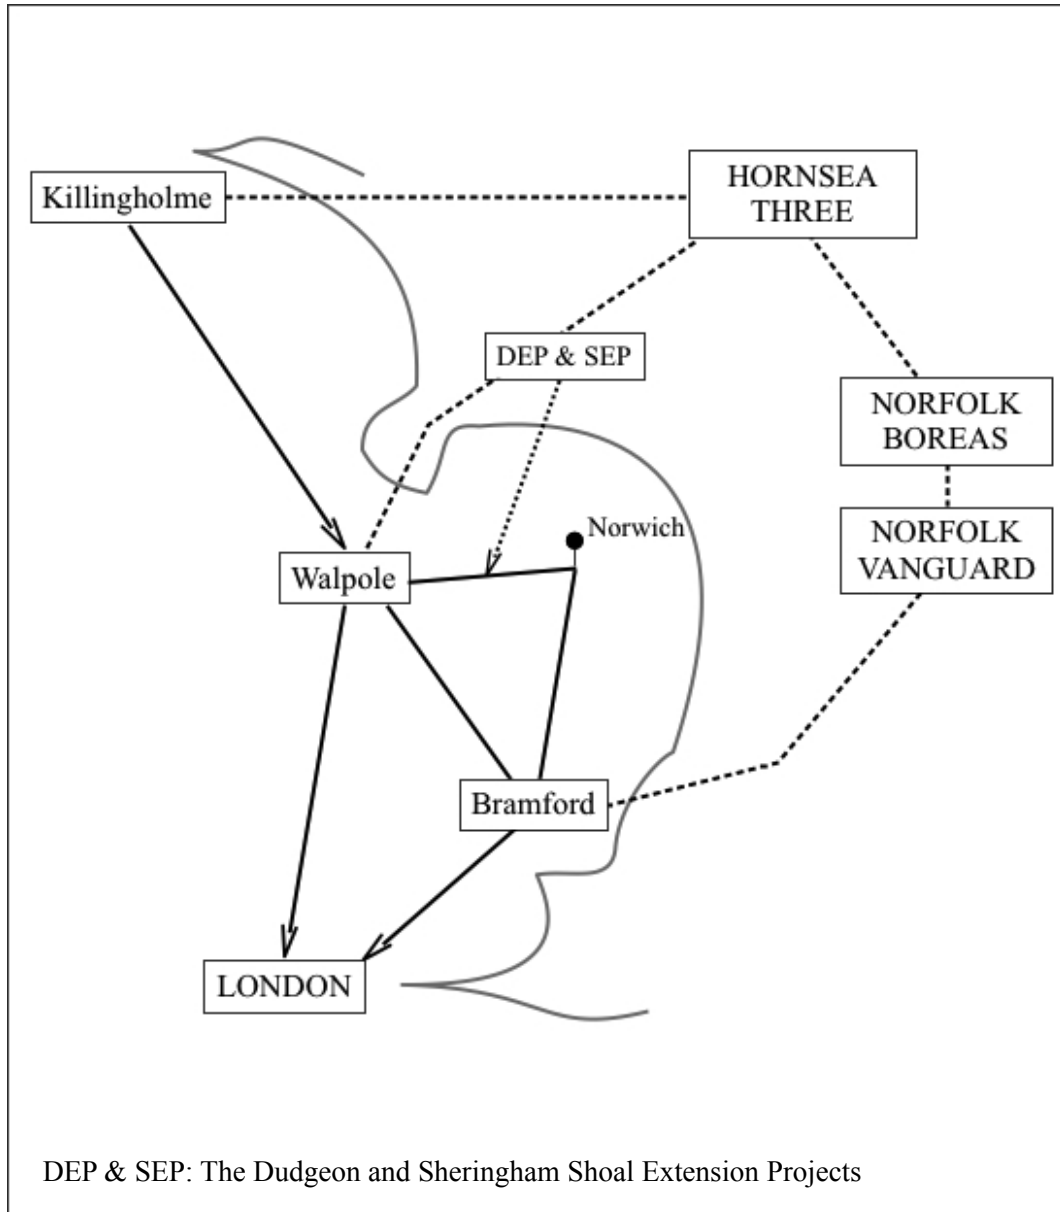 Killingholme
HORNSEA
THREE
DEP & SEP
NORFOLK
BOREAS
Norwich
NORFOLK
VANGUARD
Walpole
Bramford
LONDON
DEP & SEP: The Dudgeon and Sheringham Shoal Extension Projects